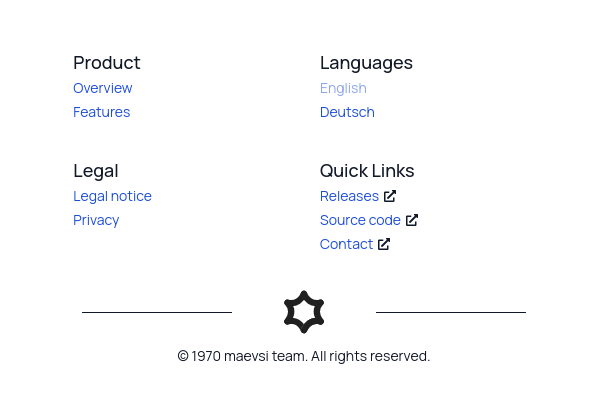 Product
Overview
Features
Languages
English
Deutsch
Legal
Legal notice
Privacy
Quick Links
Releases
Source code
Contact
© 1970 maevsi team. All rights reserved.